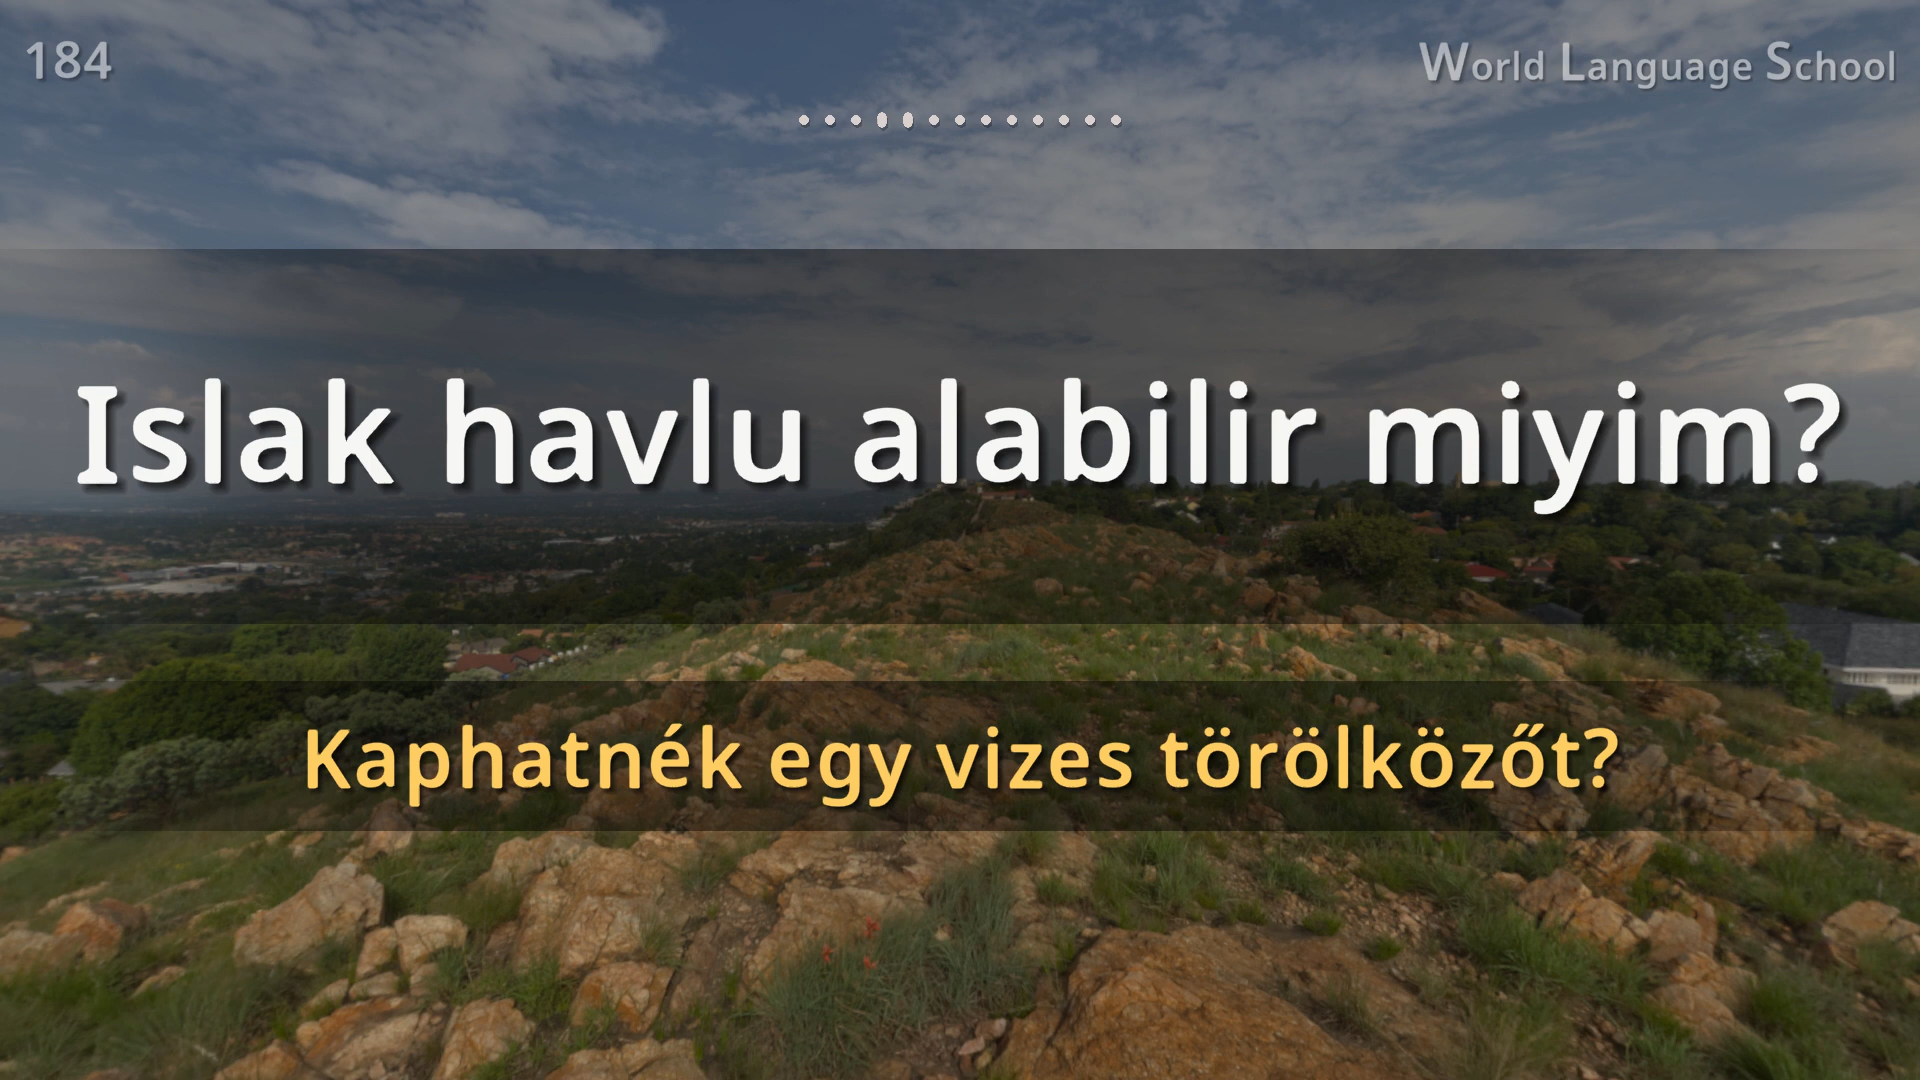 184
World Language School
Islak havlu alabilir miyim?
Kaphatnék egy vizes törölközőt?